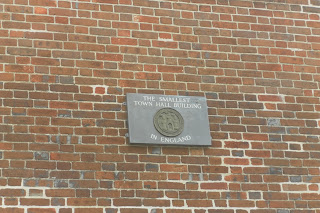 THE SMALLEST
TOWN HALL BUILDING
IN ENGLAND